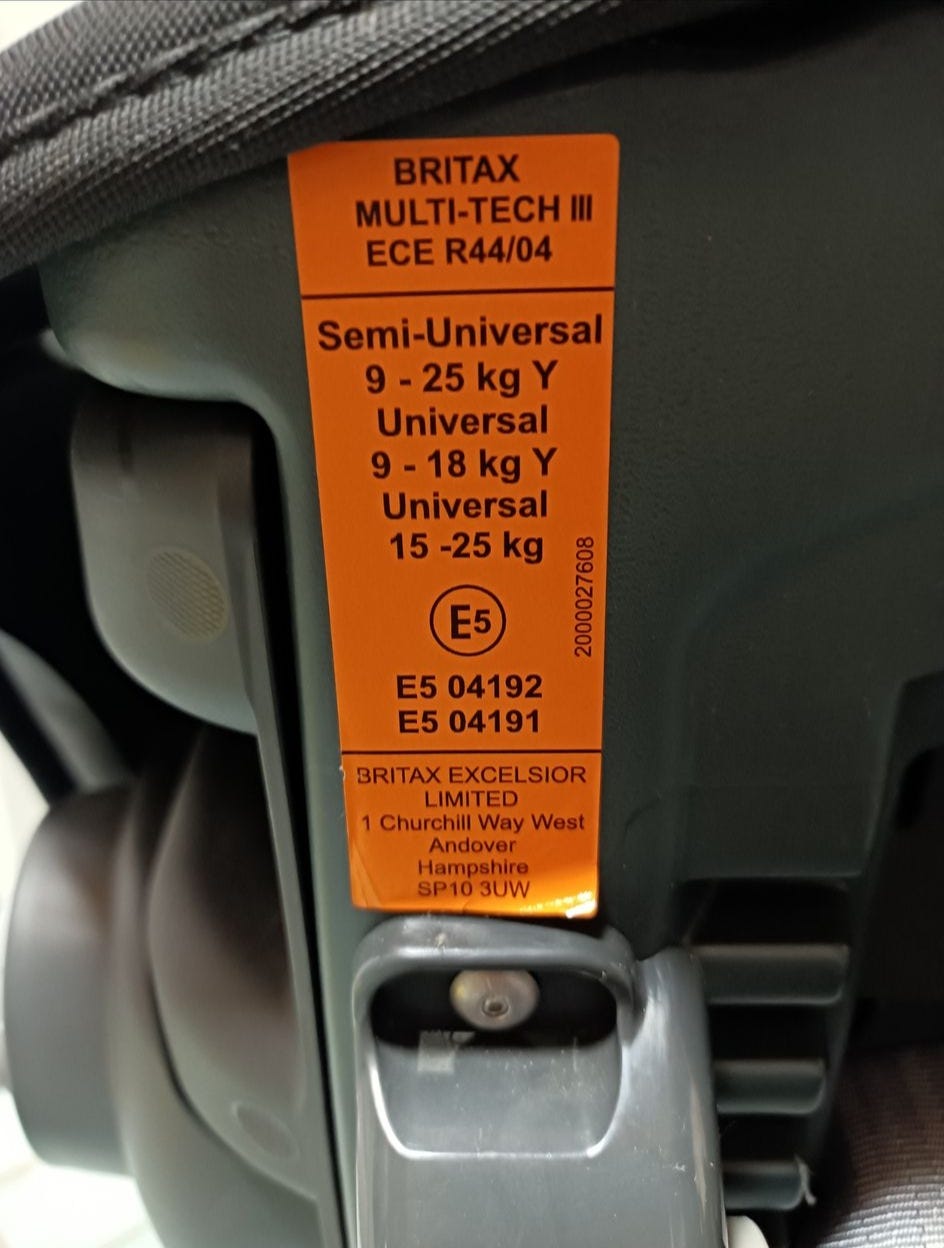 BRITAX
MULTI-TECH III
ECE R44/04
Semi-Universal
9 - 25 kg Y
Universal
9 - 18 kg Y
Universal
15 -25 kg
E5
2000027608
E5 04192
E5 04191
BRITAX EXCELSIOR
LIMITED
1 Churchill Way West
Andover
Hampshire
SP10 3UW